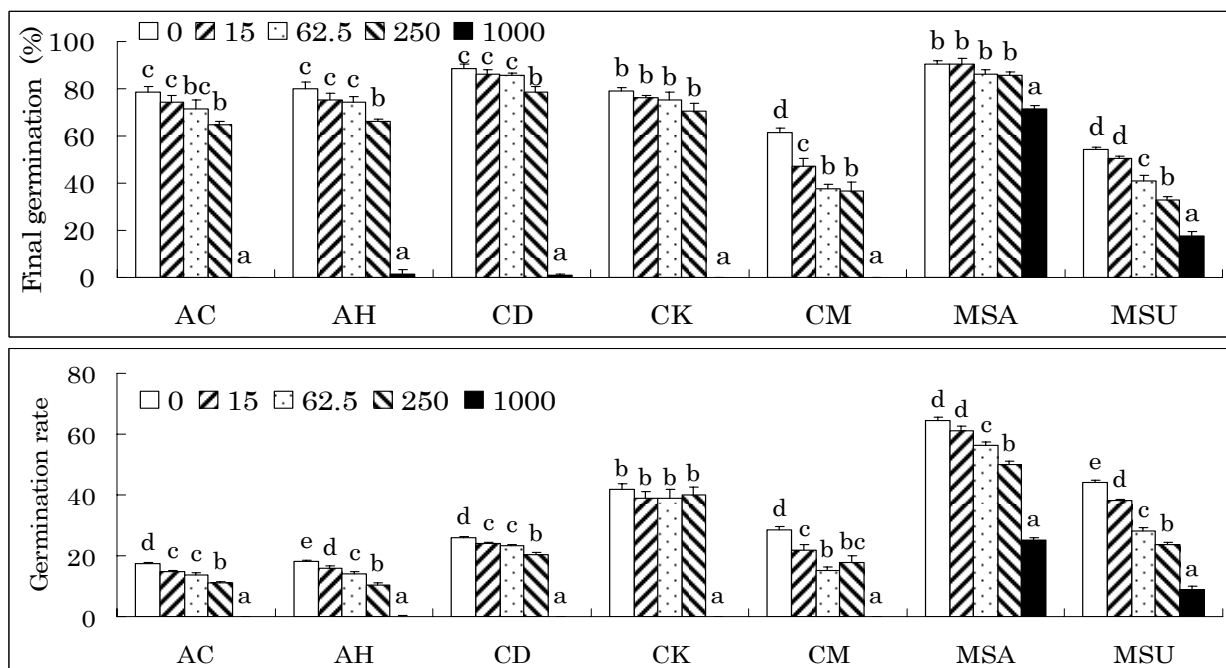 Final germination (%)
100
80
60
40
20
0
0 15 62.5 250 1000
c c bc b a
c c c b a
c c c b a
b b b b a
d c b b a
b b b b a
d d c b a
AC AH CD CK CM MSA MSU
Germination rate
80
60
40
20
0
0 15 62.5 250 1000
d c c b a
e d c b a
d c c b a
b b b b a
d c b bc a
d d c b a
e d c b a
AC AH CD CK CM MSA MSU